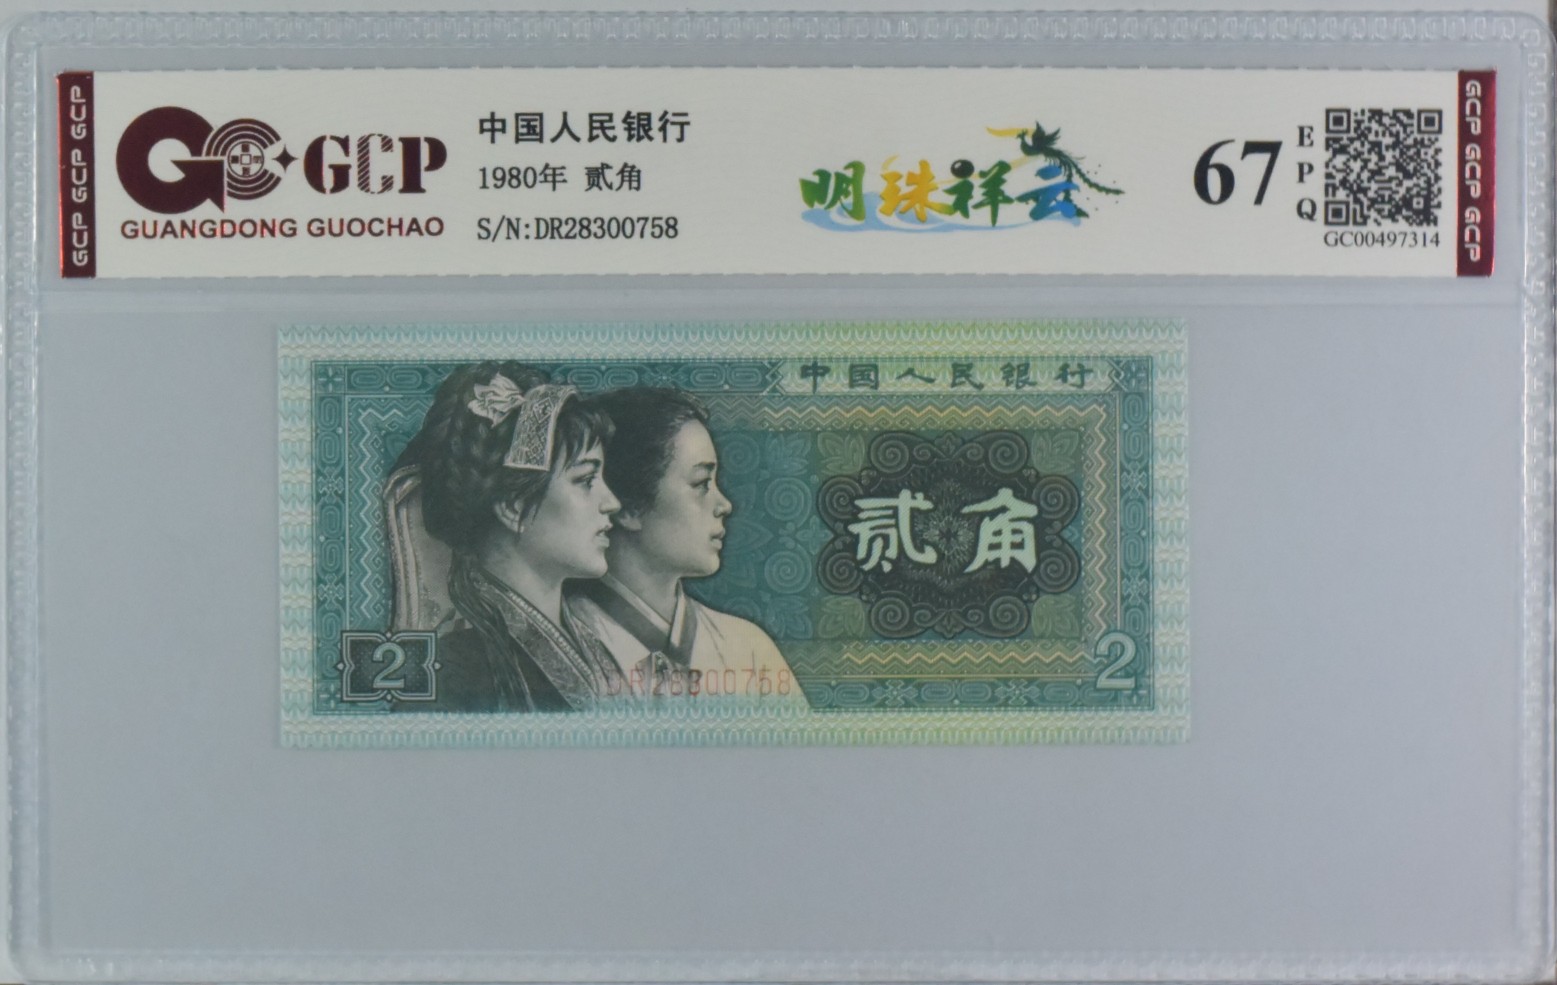 GCP GCP GCP
GCP
GUANGDONG GUOCHAO
中国人民银行
1980年 贰角
S/N:DR28300758
明珠祥云
67
EPQ
GC00497314
GCP GCP GCP
中国人民银行
贰角
2
DR28300758
2